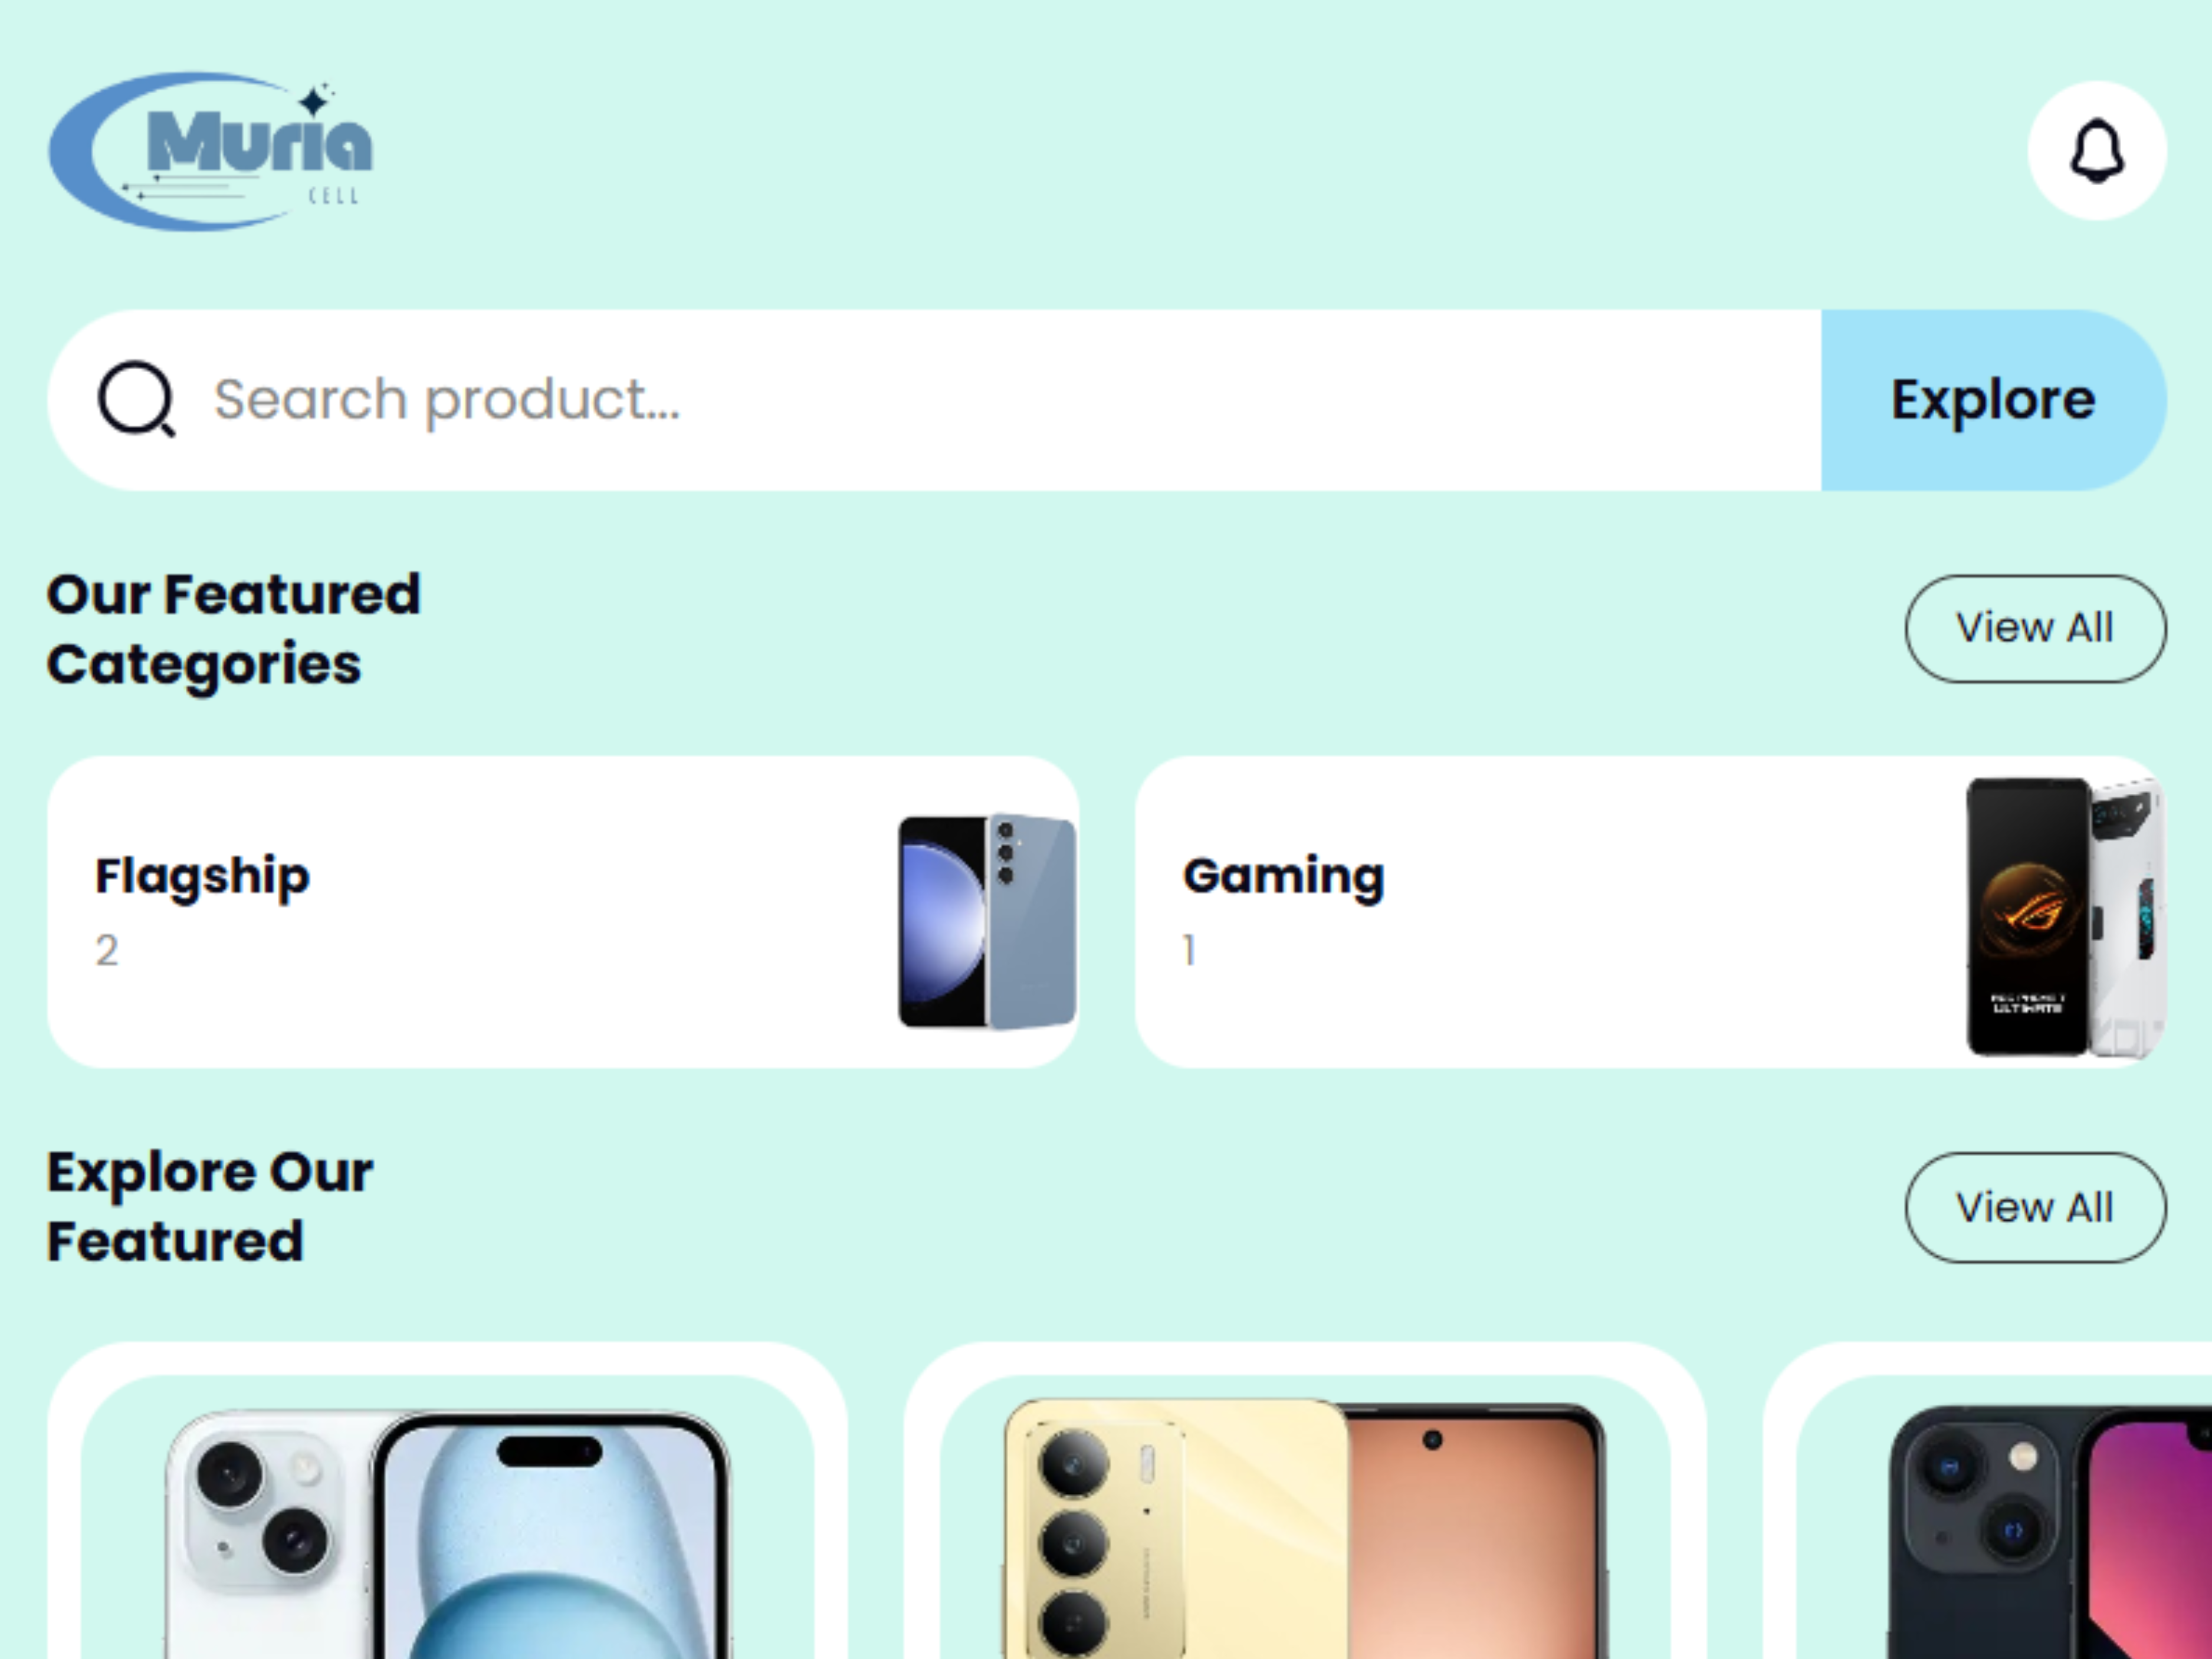 Muria
CELL
Search product...
Explore
Our Featured
Categories
View All
Flagship
2
Gaming
1
ULTIMATE
Explore Our
Featured
View All